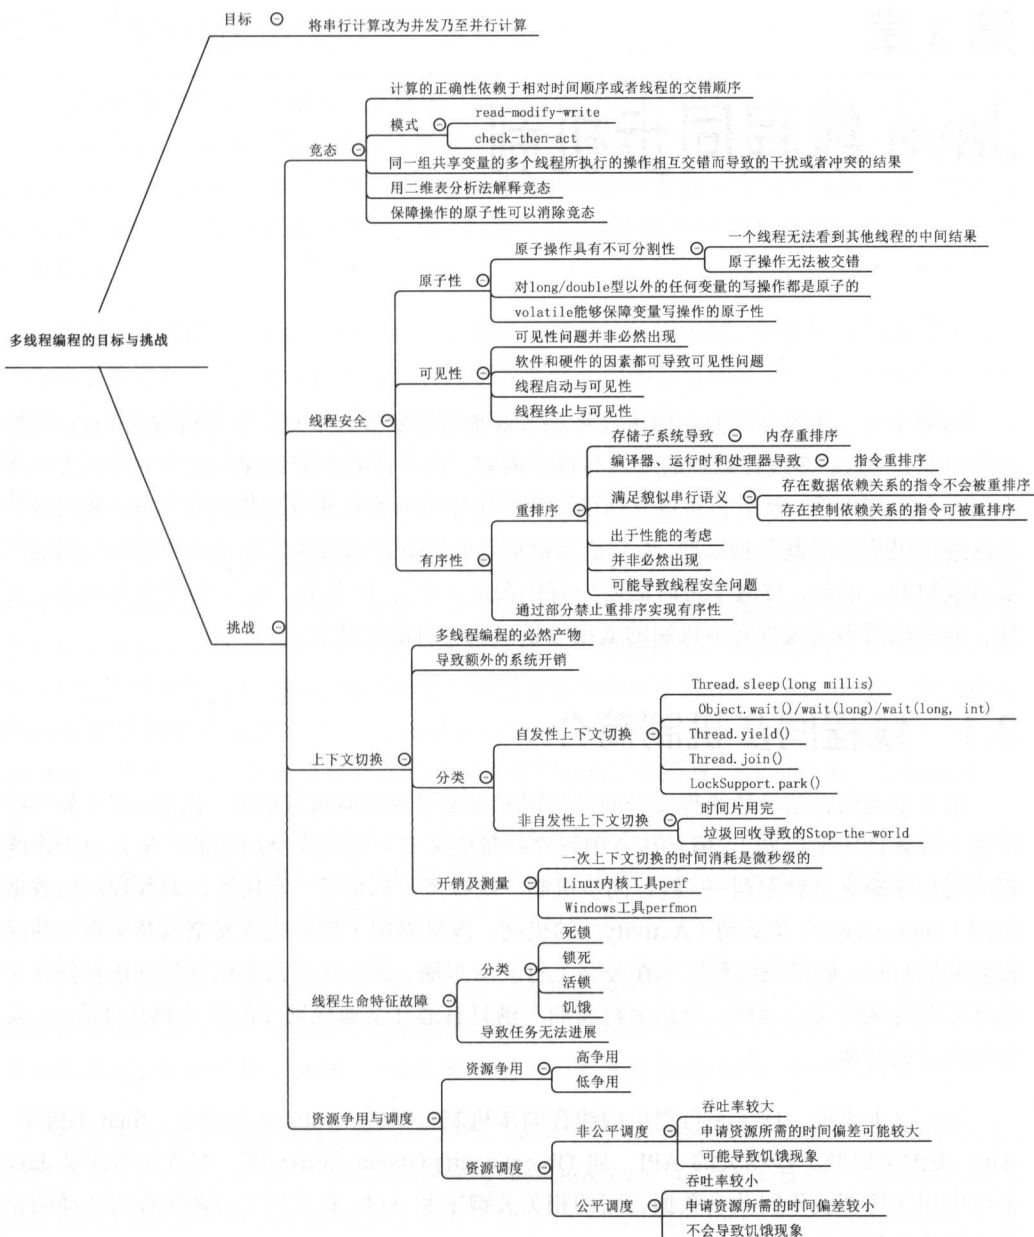 目标
将串行计算改为并发乃至并行计算
计算的正确性依赖于相对时间顺序或者线程的交错顺序
模式
read-modify-write
check-then-act
竞态
同一组共享变量的多个线程所执行的操作相互交错而导致的干扰或者冲突的结果
用二维表分析法解释竞态
保障操作的原子性可以消除竞态
原子操作具有不可分割性
一个线程无法看到其他线程的中间结果
原子操作无法被交错
原子性
对long/double型以外的任何变量的写操作都是原子的
volatile能够保障变量写操作的原子性
多线程编程的目标与挑战
可见性问题并非必然出现
可见性
软件和硬件的因素都可导致可见性问题
线程启动与可见性
线程终止与可见性
线程安全
存储子系统导致
内存重排序
编译器、运行时和处理器导致
指令重排序
重排序
满足貌似串行语义
存在数据依赖关系的指令不会被重排序
存在控制依赖关系的指令可被重排序
出于性能的考虑
并非必然出现
可能导致线程安全问题
有序性
通过部分禁止重排序实现有序性
挑战
多线程编程的必然产物
导致额外的系统开销
上下文切换
分类
自发性上下文切换
Thread.sleep(long millis)
Object.wait()/wait(long)/wait(long, int)
Thread.yield()
Thread.join()
LockSupport.park()
非自发性上下文切换
时间片用完
垃圾回收导致的Stop-the-world
开销及测量
一次上下文切换的时间消耗是微秒级的
Linux内核工具perf
Windows工具perfmon
线程生命特征故障
分类
死锁
锁死
活锁
饥饿
导致任务无法进展
资源争用与调度
资源争用
高争用
低争用
资源调度
非公平调度
吞吐率较大
申请资源所需的时间偏差可能较大
可能导致饥饿现象
公平调度
吞吐率较小
申请资源所需的时间偏差较小
不会导致饥饿现象